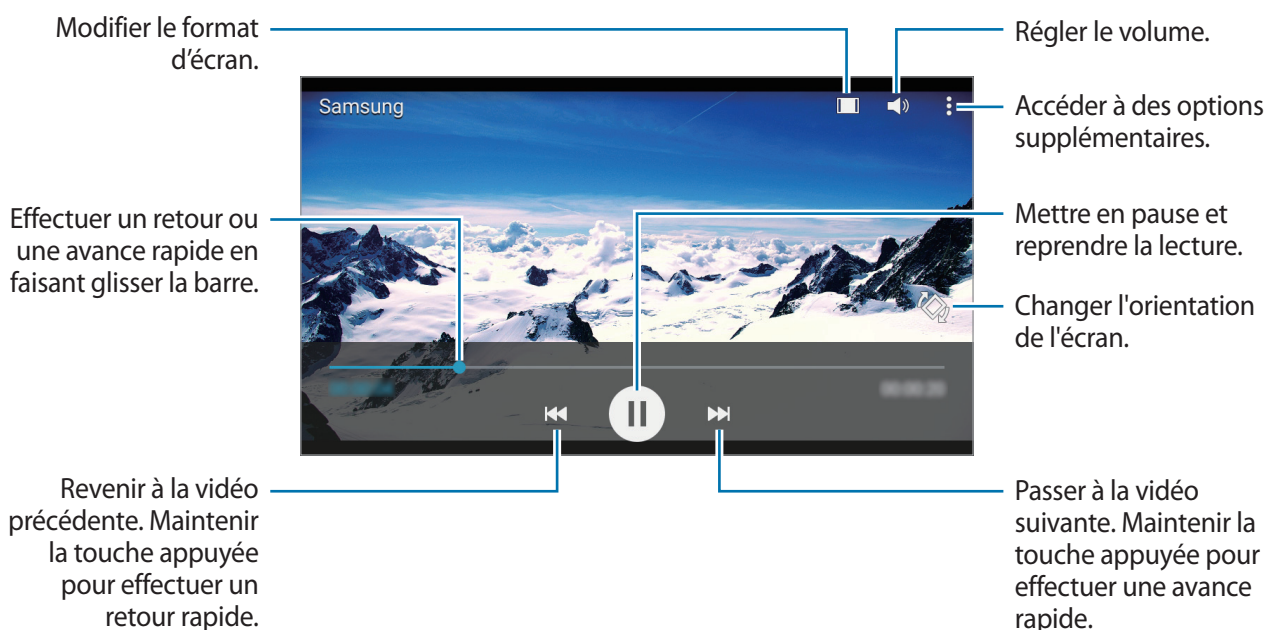 Modifier le format
d'écran.
Régler le volume.
Samsung
Accéder à des options
supplémentaires.
Effectuer un retour ou
une avance rapide en
faisant glisser la barre.
Mettre en pause et
reprendre la lecture.
Changer l'orientation
de l'écran.
Revenir à la vidéo
précédente. Maintenir
la touche appuyée
pour effectuer un
retour rapide.
Passer à la vidéo
suivante. Maintenir la
touche appuyée pour
effectuer une avance
rapide.